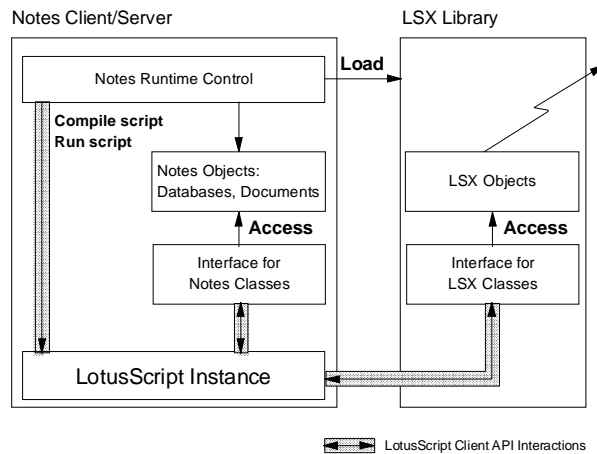 Notes Client/Server
LSX Library
Notes Runtime Control
Load
Compile script
Run script
Notes Objects:
Databases, Documents
LSX Objects
Access
Access
Interface for
Notes Classes
Interface for
LSX Classes
LotusScript Instance
LotusScript Client API Interactions